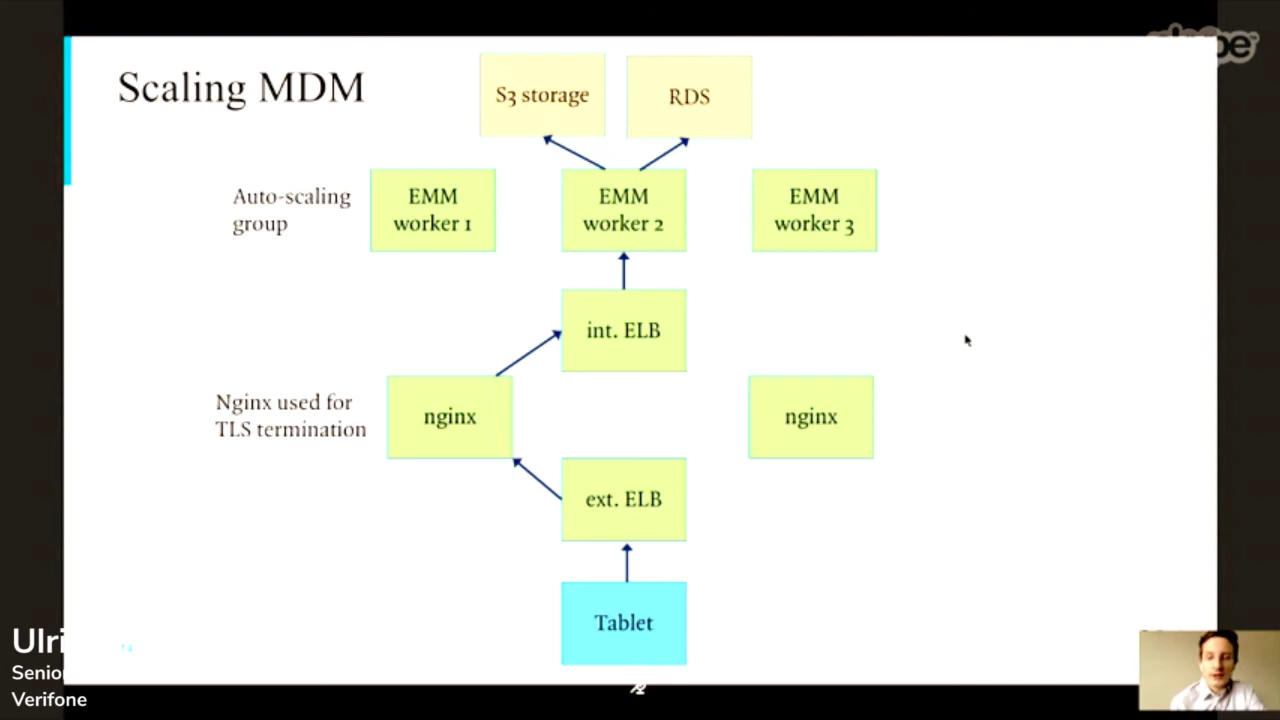 Scaling MDM
S3 storage
RDS
Auto-scaling
group
EMM
worker 1
EMM
worker 2
EMM
worker 3
int. ELB
Nginx used for
TLS termination
nginx
nginx
ext. ELB
Tablet
Verifone